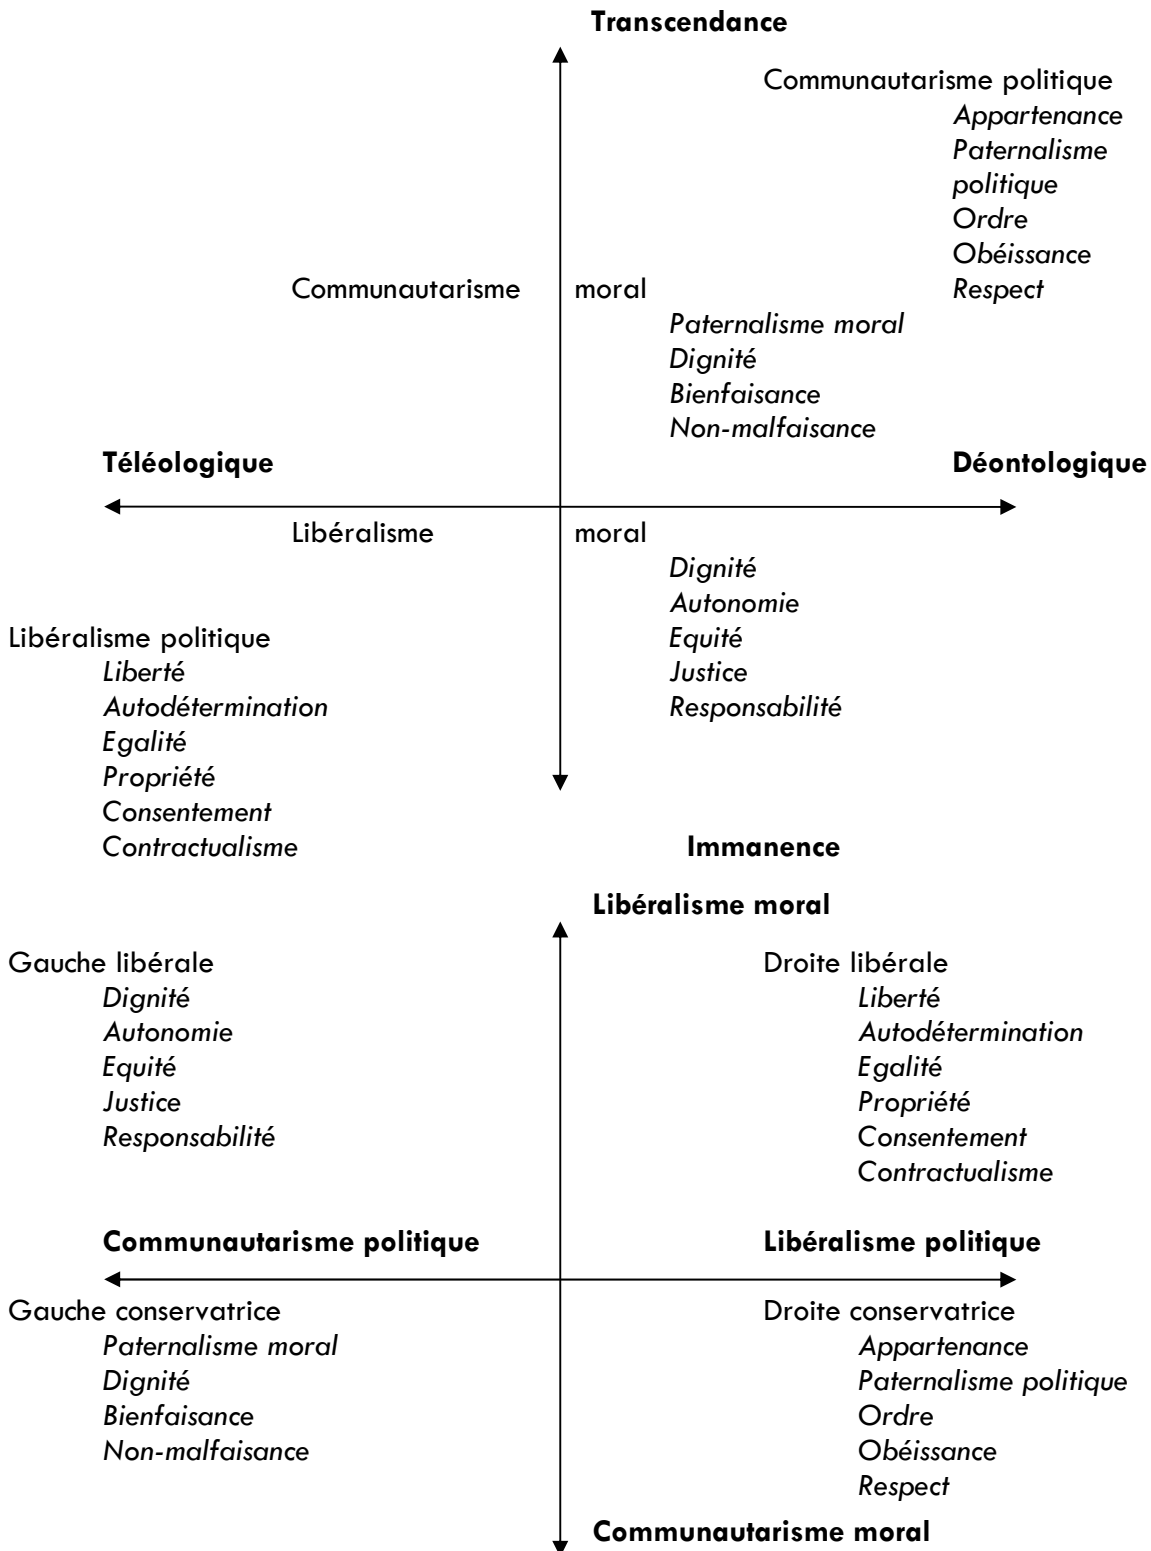 Transcendance
Communautarisme politique
Appartenance
Paternalisme
politique
Ordre
Obéissance
Respect
Communautarisme moral
Paternalisme moral
Dignité
Bienfaisance
Non-malfaisance
Téléologique
Déontologique
Libéralisme moral
Dignité
Autonomie
Equité
Justice
Responsabilité
Libéralisme politique
Liberté
Autodétermination
Egalité
Propriété
Consentement
Contractualisme
Immanence
Libéralisme moral
Gauche libérale
Dignité
Autonomie
Equité
Justice
Responsabilité
Droite libérale
Liberté
Autodétermination
Egalité
Propriété
Consentement
Contractualisme
Communautarisme politique
Libéralisme politique
Gauche conservatrice
Paternalisme moral
Dignité
Bienfaisance
Non-malfaisance
Droite conservatrice
Appartenance
Paternalisme politique
Ordre
Obéissance
Respect
Communautarisme moral